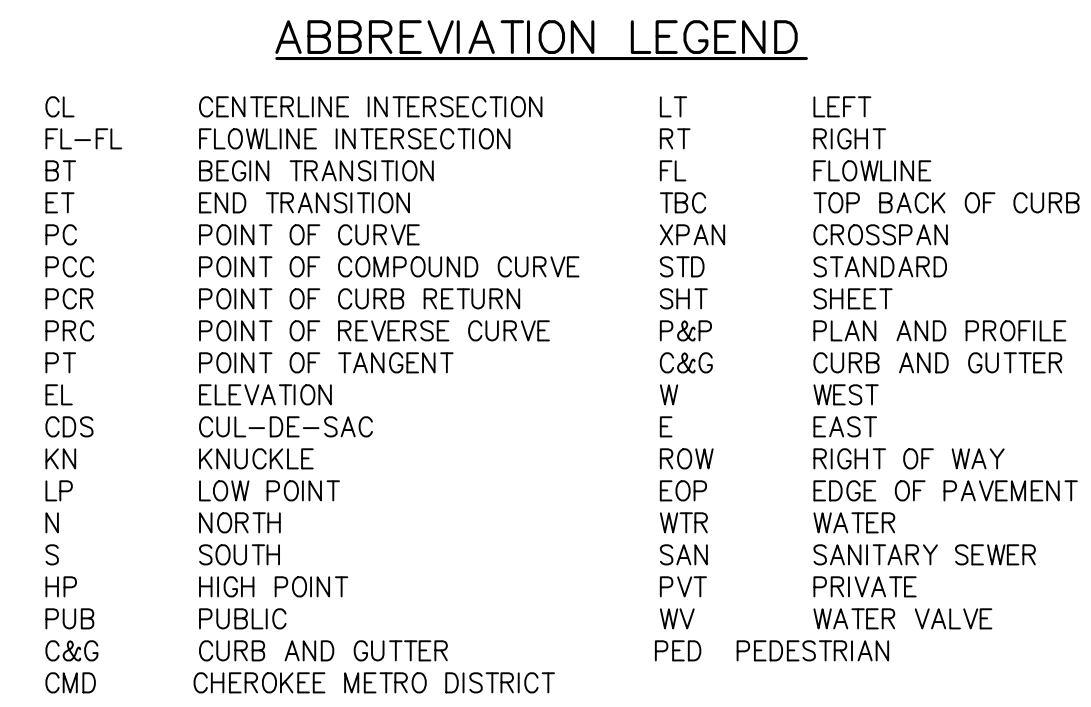 ABBREVIATION LEGEND
CL CENTERLINE INTERSECTION
FL-FL FLOWLINE INTERSECTION
BT BEGIN TRANSITION
ET END TRANSITION
PC POINT OF CURVE
PCC POINT OF COMPOUND CURVE
PCR POINT OF CURB RETURN
PRC POINT OF REVERSE CURVE
PT POINT OF TANGENT
EL ELEVATION
CDS CUL-DE-SAC
KN KNUCKLE
LP LOW POINT
N NORTH
S SOUTH
HP HIGH POINT
PUB PUBLIC
C&G CURB AND GUTTER
CMD CHEROKEE METRO DISTRICT
LT LEFT
RT RIGHT
FL FLOWLINE
TBC TOP BACK OF CURB
XPAN CROSSPAN
STD STANDARD
SHT SHEET
P&P PLAN AND PROFILE
C&G CURB AND GUTTER
W WEST
E EAST
ROW RIGHT OF WAY
EOP EDGE OF PAVEMENT
WTR WATER
SAN SANITARY SEWER
PVT PRIVATE
WV WATER VALVE
PED PEDESTRIAN